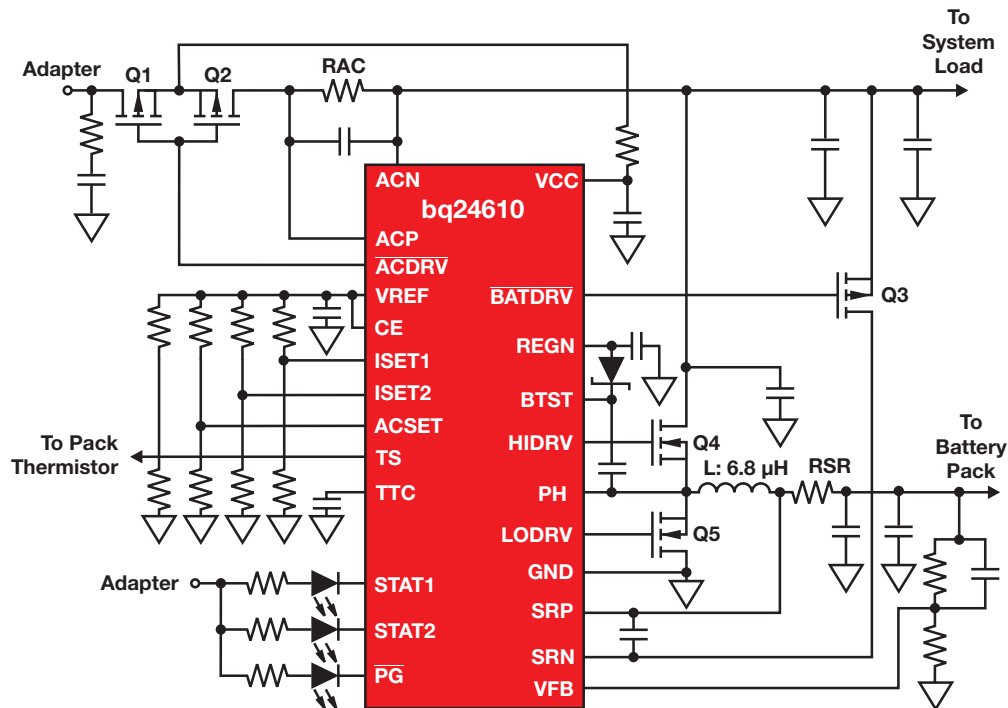 To
System
Load
Adapter
Q1
Q2
RAC
ACN
VCC
bq24610
ACP
ACDRV
VREF
BATDRV
Q3
CE
REGN
ISET1
ISET2
BTST
ACSET
To Pack
Thermistor
TS
HIDRV
Q4
To
Battery
Pack
L: 6.8 µH
RSR
TTC
PH
LODRV
Q5
GND
Adapter
STAT1
SRP
STAT2
SRN
PG
VFB